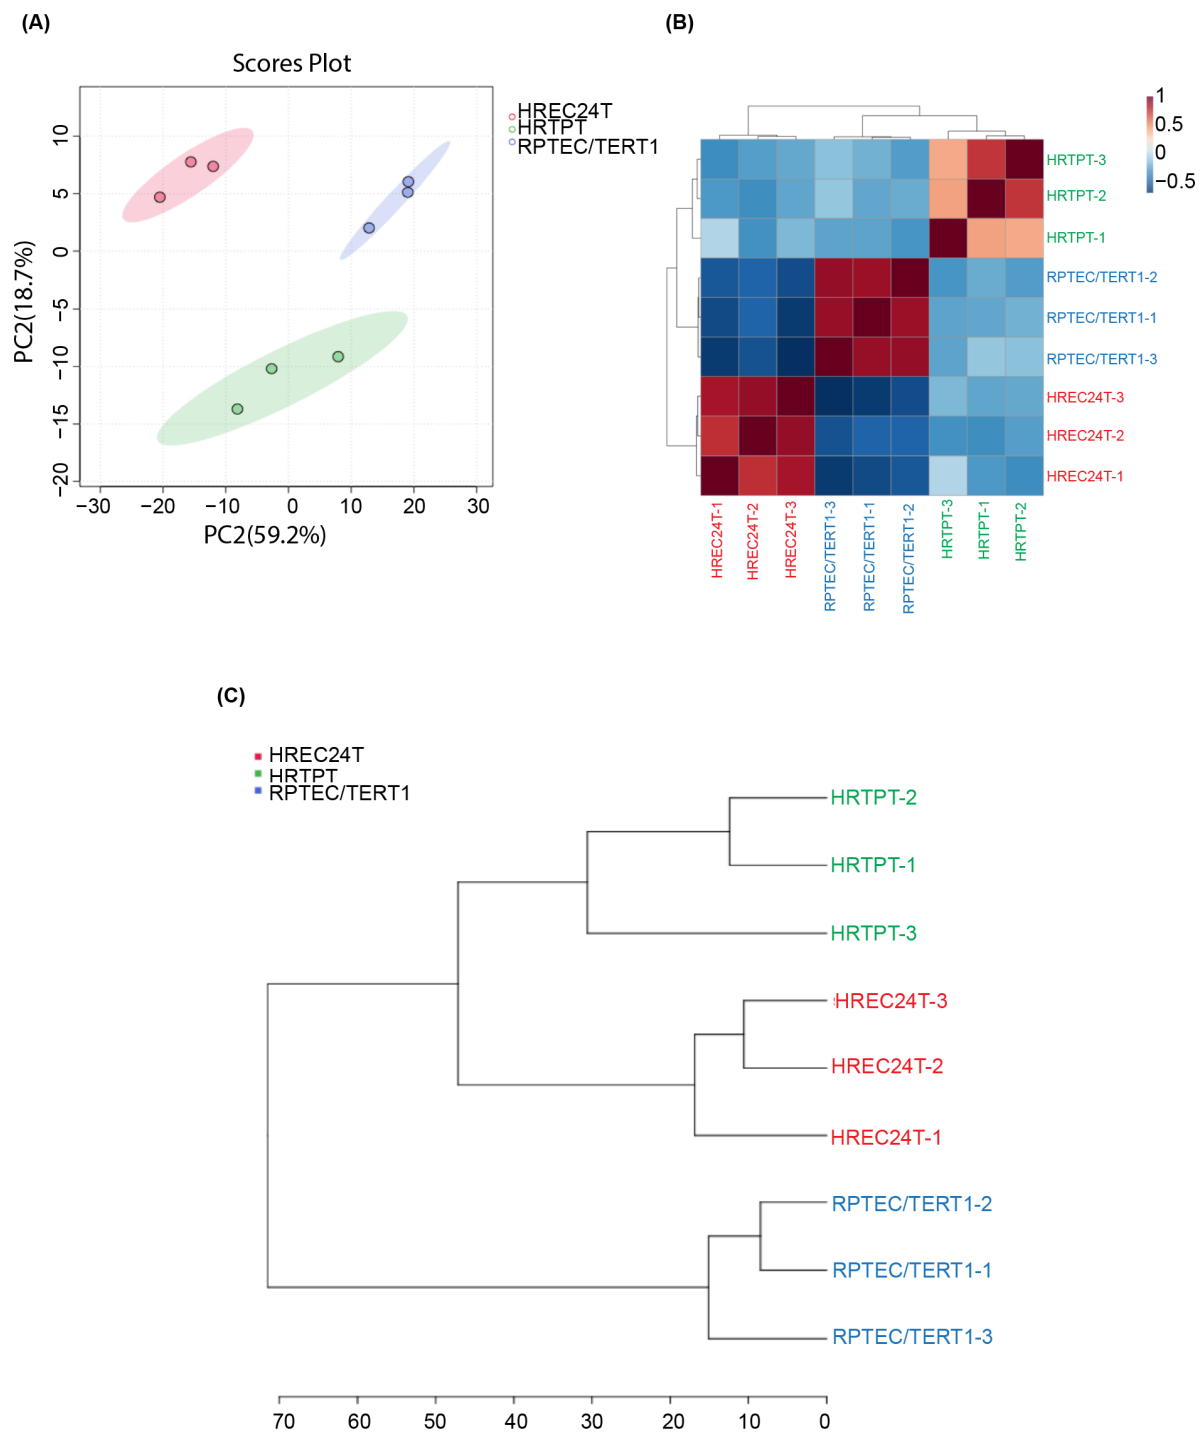 (A)
Scores Plot
HREC24T
HRTPT
RPTEC/TERT1
PC2(18.7%)
10
5
0
−5
−10
−15
−20
−30 −20 −10 0 10 20 30
PC2(59.2%)
(B)
1
0.5
0
−0.5
HRTPT-3
HRTPT-2
HRTPT-1
RPTEC/TERT1-2
RPTEC/TERT1-1
RPTEC/TERT1-3
HREC24T-3
HREC24T-2
HREC24T-1
HREC24T-1
HREC24T-2
HREC24T-3
RPTEC/TERT1-3
RPTEC/TERT1-1
RPTEC/TERT1-2
HRTPT-3
HRTPT-1
HRTPT-2
(C)
HREC24T
HRTPT
RPTEC/TERT1
HRTPT-2
HRTPT-1
HRTPT-3
HREC24T-3
HREC24T-2
HREC24T-1
RPTEC/TERT1-2
RPTEC/TERT1-1
RPTEC/TERT1-3
70 60 50 40 30 20 10 0